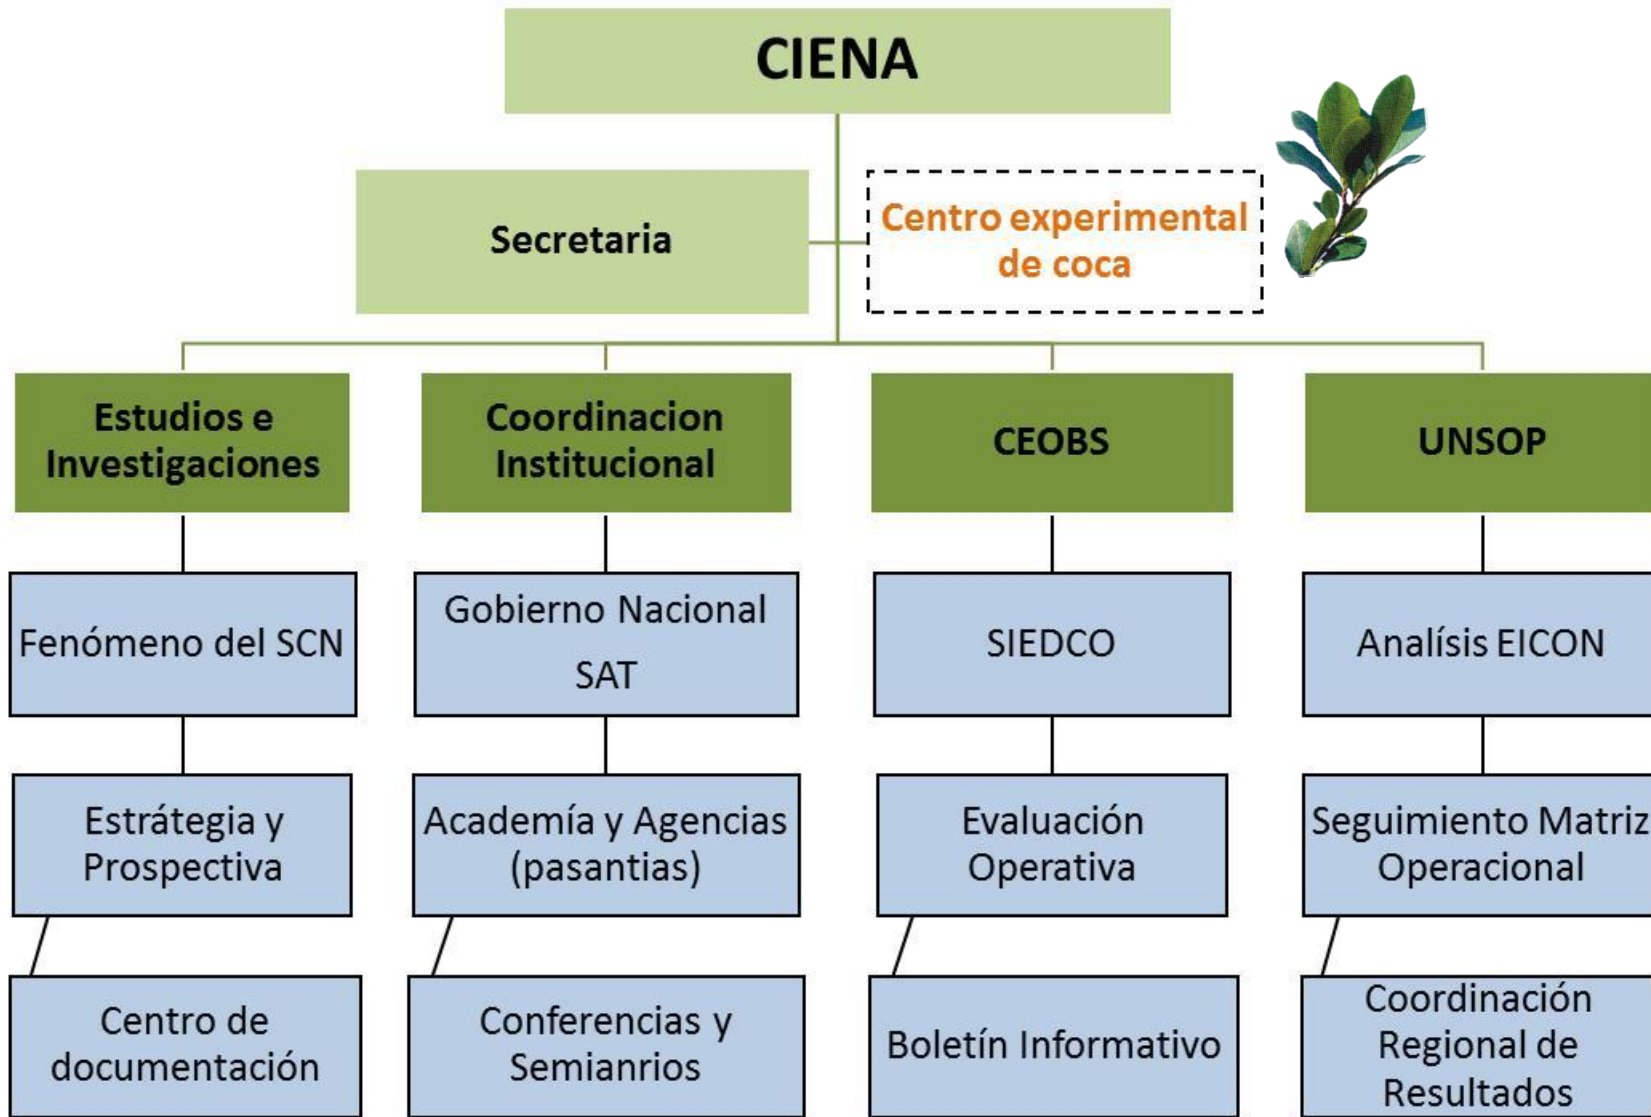 CIENA
Secretaria
Centro experimental
de coca
Estudios e
Investigaciones
Coordinacion
Institucional
CEOBS
UNSOP
Fenómeno del SCN
Gobierno Nacional
SAT
SIEDCO
Analísis EICON
Estrátegia y
Prospectiva
Academía y Agencias
(pasantias)
Evaluación
Operativa
Seguimiento Matriz
Operacional
Centro de
documentación
Conferencias y
Semianrios
Boletín Informativo
Coordinación
Regional de
Resultados